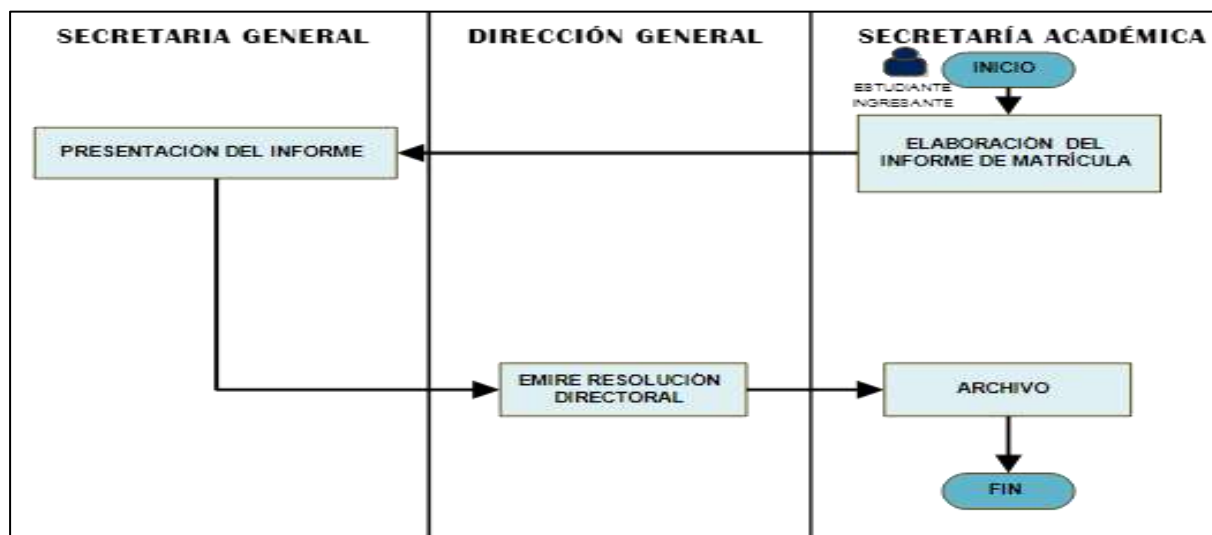 SECRETARIA GENERAL
DIRECCIÓN GENERAL
SECRETARÍA ACADÉMICA
INICIO
ESTUDIANTE
INGRESANTE
PRESENTACIÓN DEL INFORME
ELABORACIÓN DEL
INFORME DE MATRÍCULA
EMIRE RESOLUCIÓN
DIRECTORAL
ARCHIVO
FIN